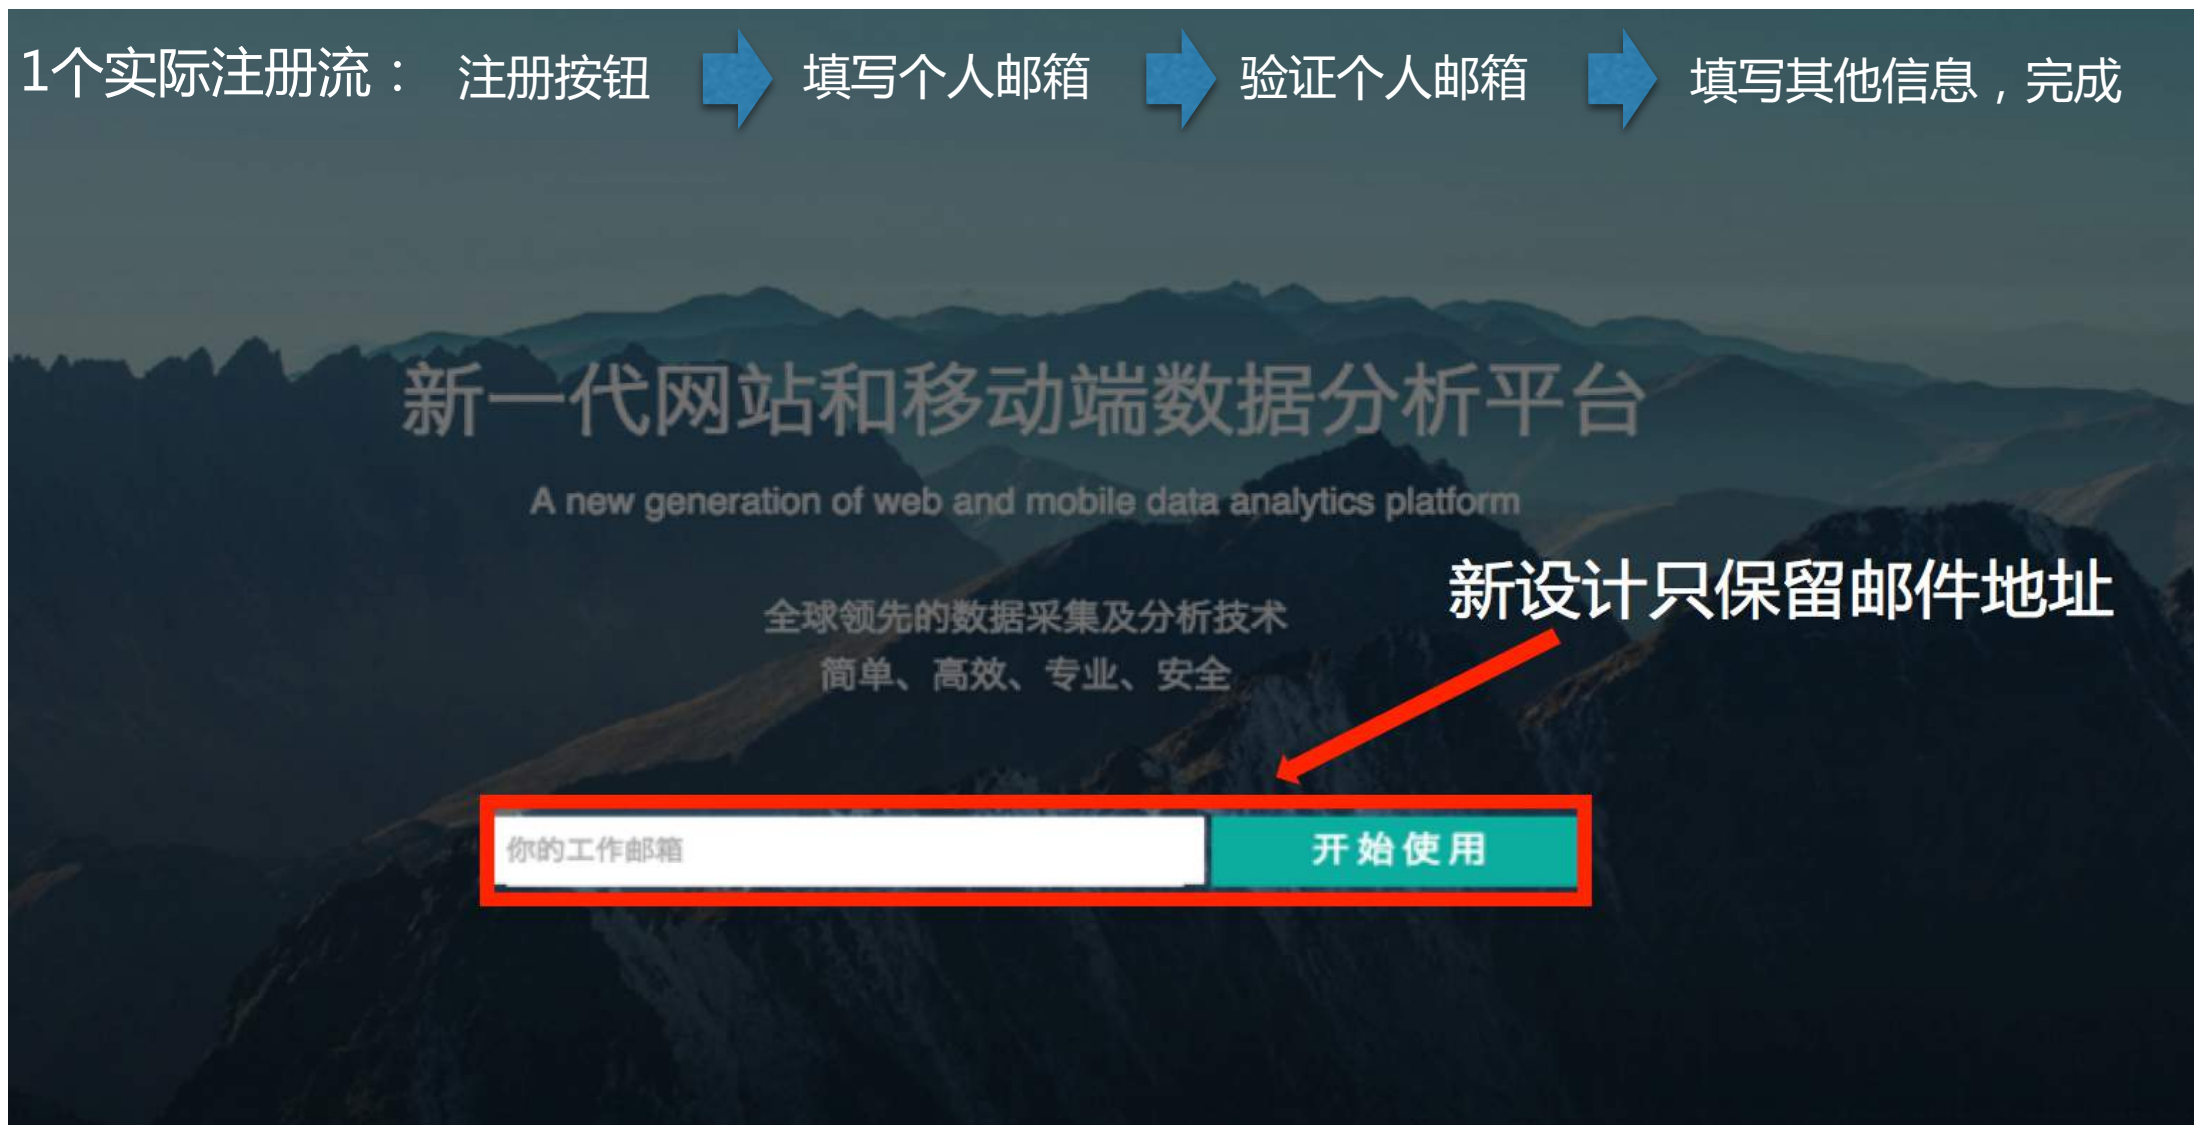 1个实际注册流： 注册按钮 填写个人邮箱 验证个人邮箱 填写其他信息，完成
新一代网站和移动端数据分析平台
A new generation of web and mobile data analytics platform
新设计只保留邮件地址
全球领先的数据采集及分析技术
简单、高效、专业、安全
你的工作邮箱 开始使用